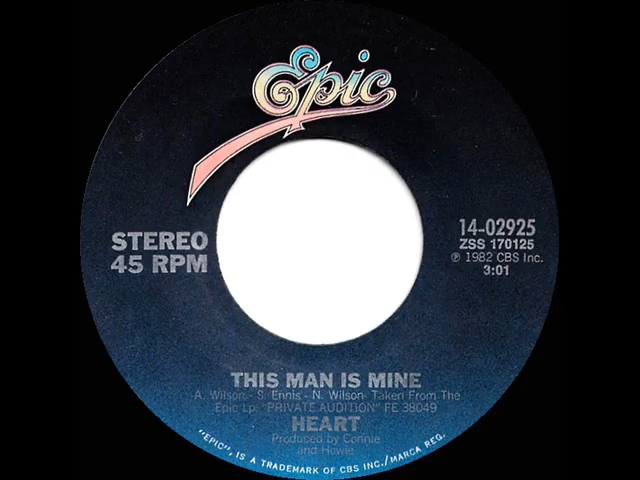 Epic
STEREO
45 RPM
14-02925
ZSS 170125
℗ 1982 CBS Inc.
3:01
THIS MAN IS MINE
A. Wilson- S. Ennis - N. Wilson- Taken From The
Epic Lp: "PRIVATE AUDITION" FE 38049
HEART
Produced by Connie
and Howie
"EPIC", IS A TRADEMARK OF CBS INC./MARCA REG.